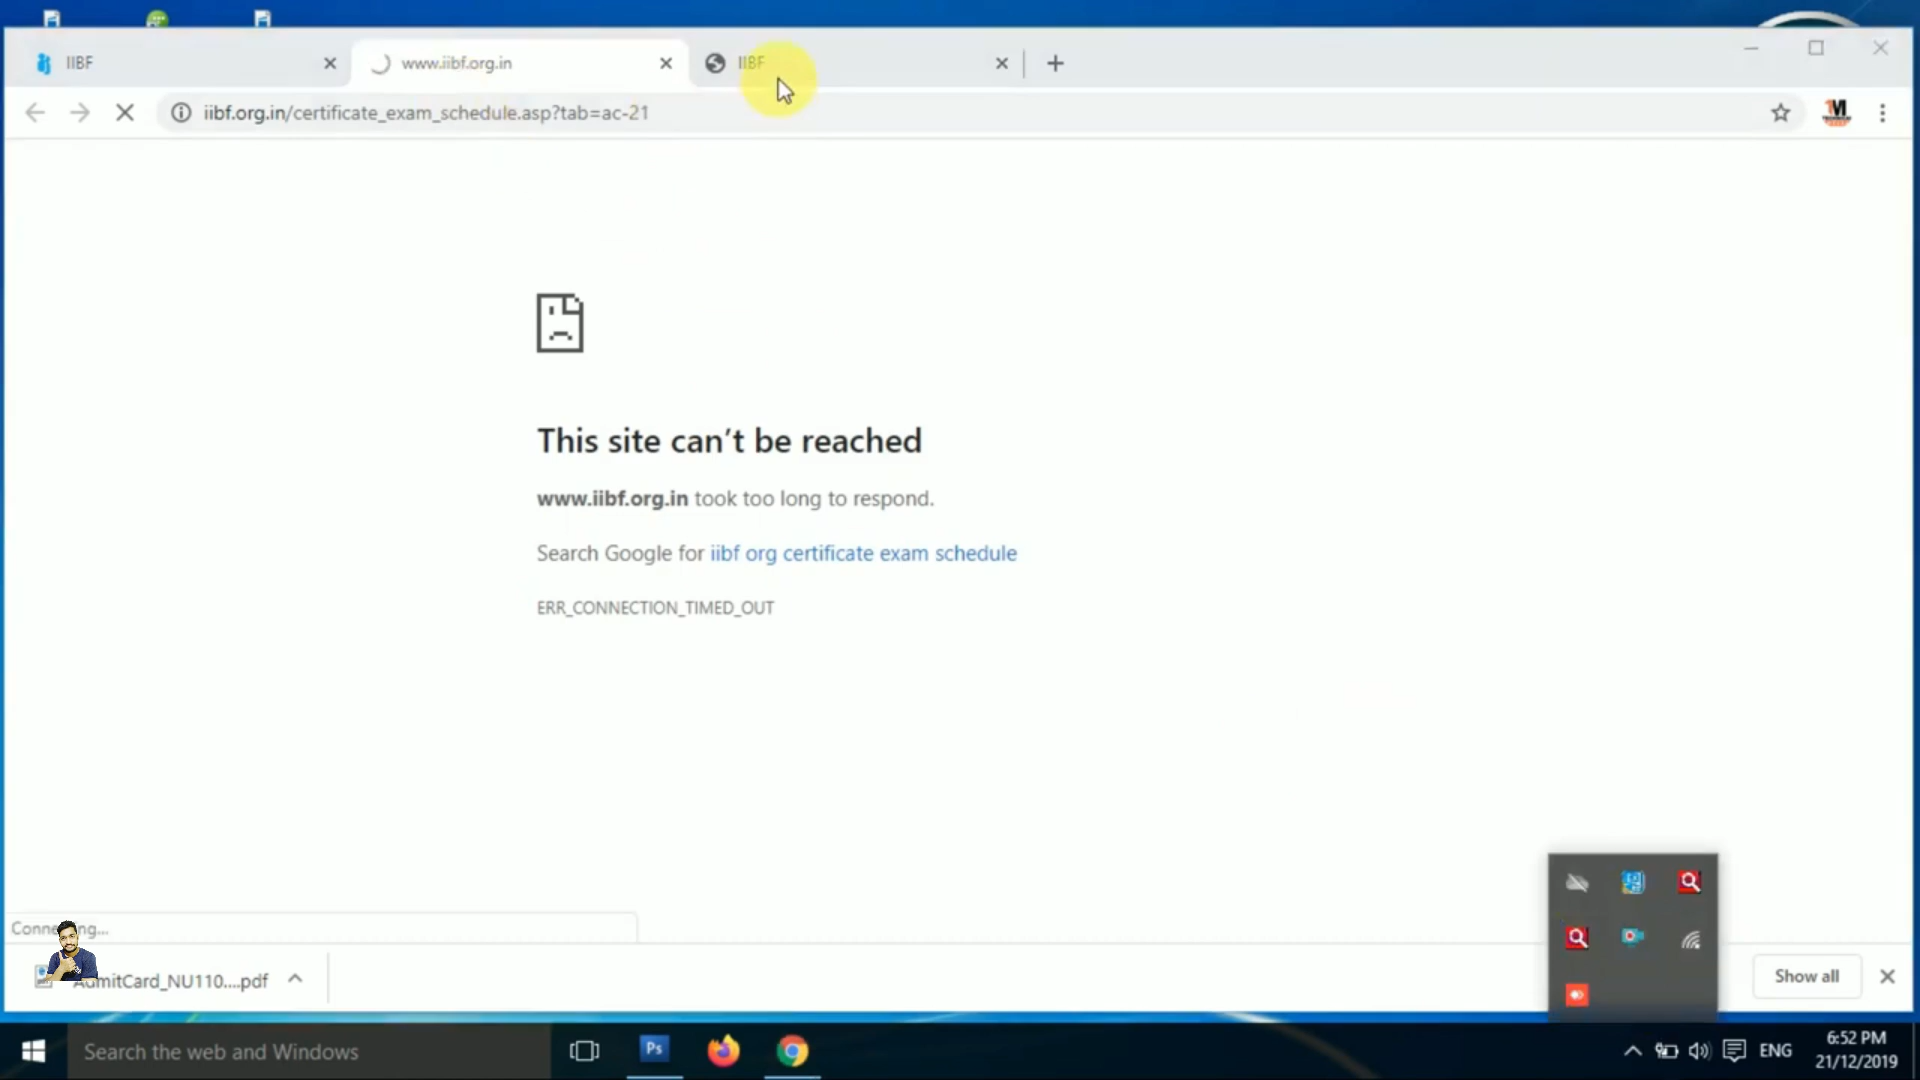 IIBF
www.iibf.org.in
IIBF
iibf.org.in/certificate_exam_schedule.asp?tab=ac-21
This site can't be reached
www.iibf.org.in took too long to respond.
Search Google for iibf org certificate exam schedule
ERR_CONNECTION_TIMED_OUT
AdmitCard_NU110....pdf
Show all
Search the web and Windows
Ps
ENG
6:52 PM
21/12/2019